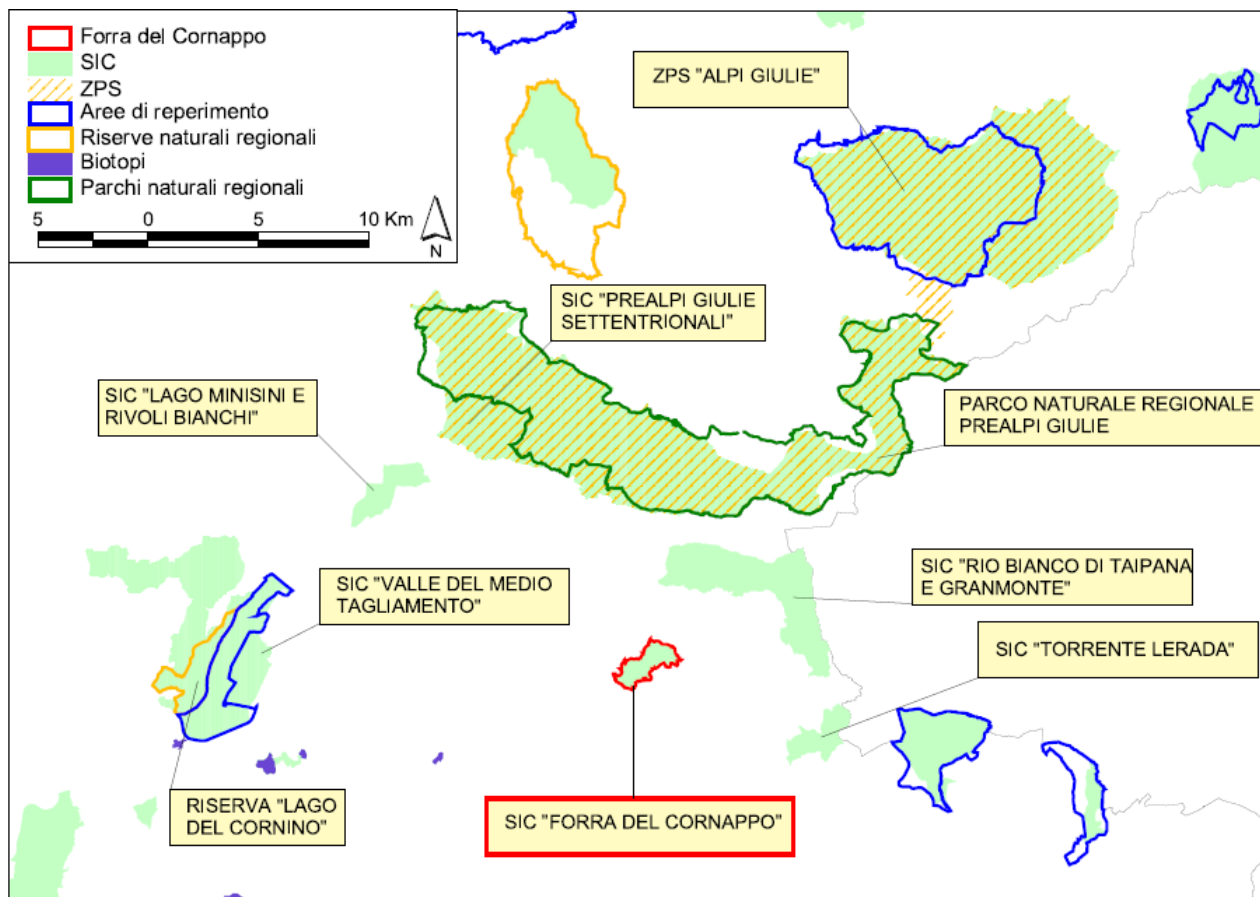 Forra del Cornappo
SIC
ZPS
Aree di reperimento
Riserve naturali regionali
Biotopi
Parchi naturali regionali
5 0 5 10 Km
N
ZPS "ALPI GIULIE"
SIC "PREALPI GIULIE
SETTENTRIONALI"
SIC "LAGO MINISINI E
RIVOLI BIANCHI"
PARCO NATURALE REGIONALE
PREALPI GIULIE
SIC "VALLE DEL MEDIO
TAGLIAMENTO"
SIC "RIO BIANCO DI TAIPANA
E GRANMONTE"
SIC "TORRENTE LERADA"
RISERVA "LAGO
DEL CORNINO"
SIC "FORRA DEL CORNAPPO"